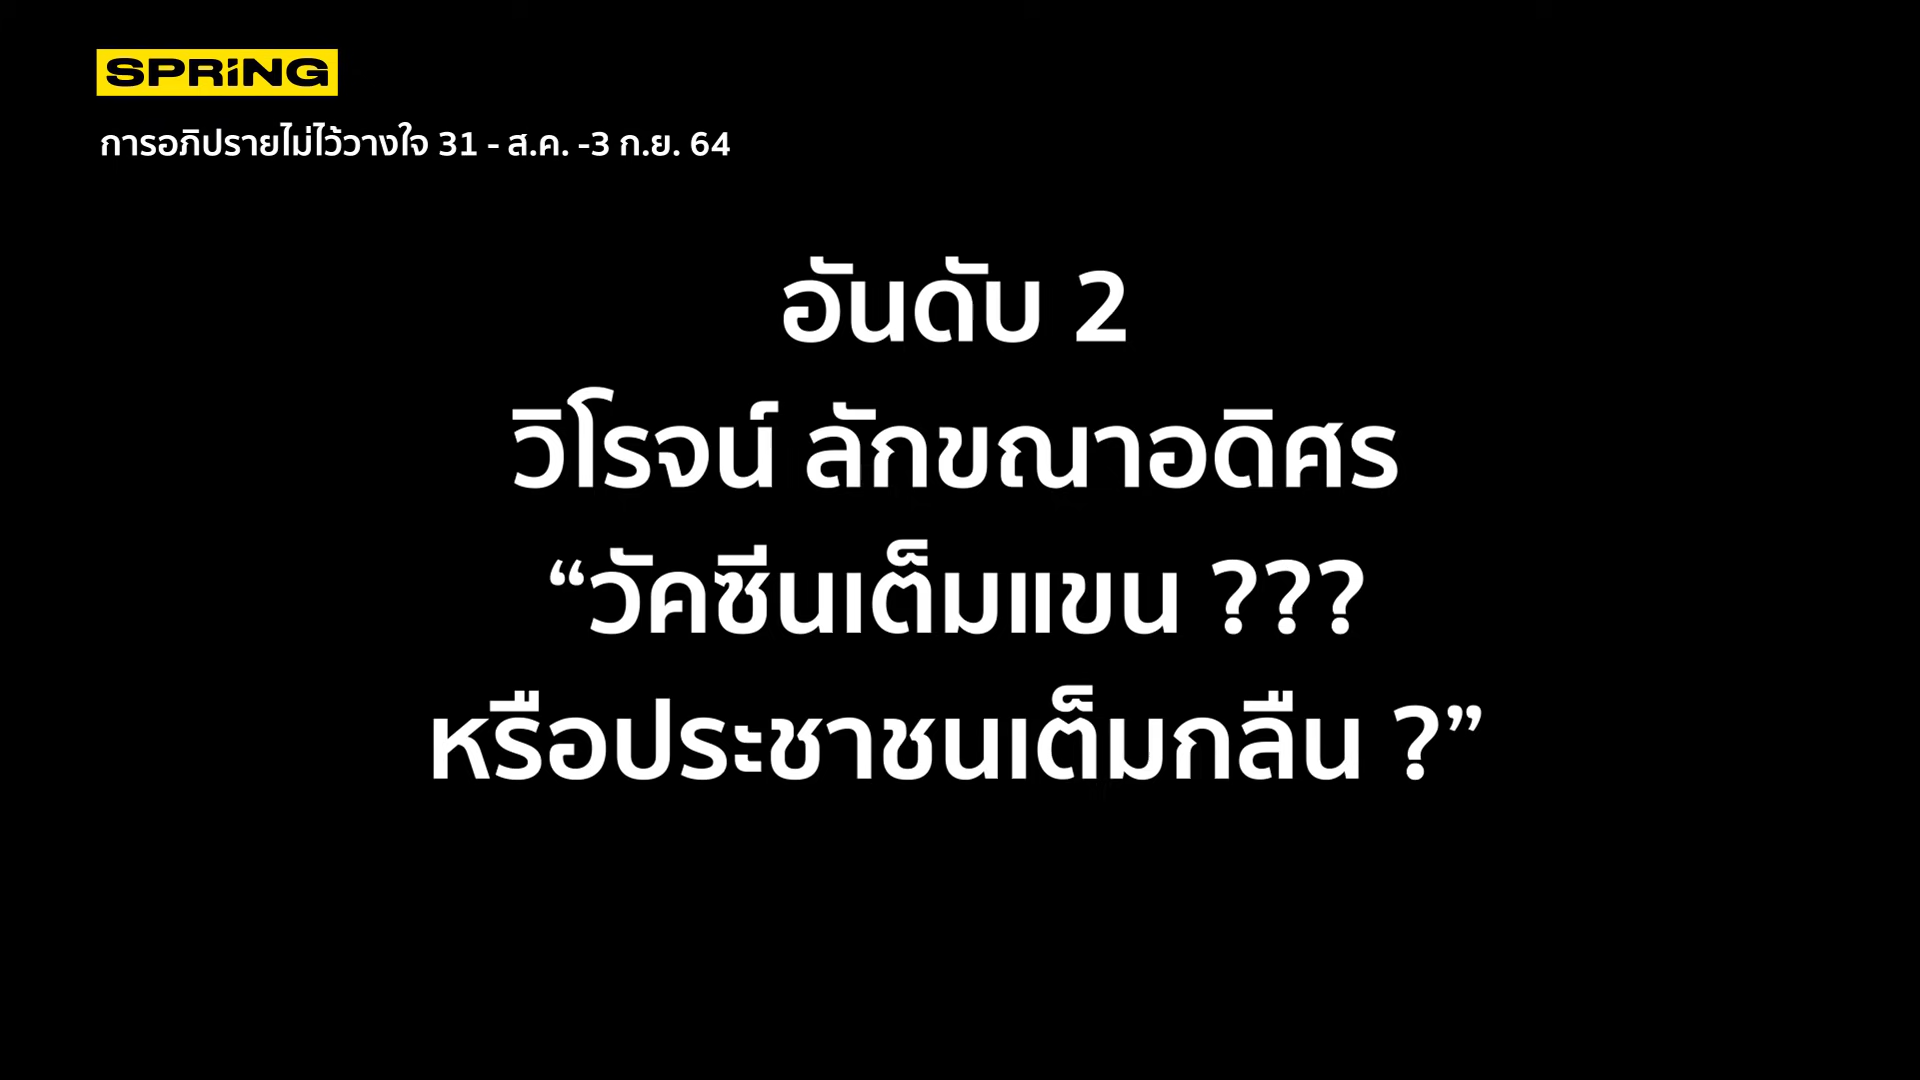 SPRiNG
การอภิปรายไม่ไว้วางใจ 31 - ส.ค. -3 ก.ย. 64
อันดับ 2
วิโรจน์ ลักขณาอดิศร
“วัคซีนเต็มแขน ???
หรือประชาชนเต็มกลืน ?”